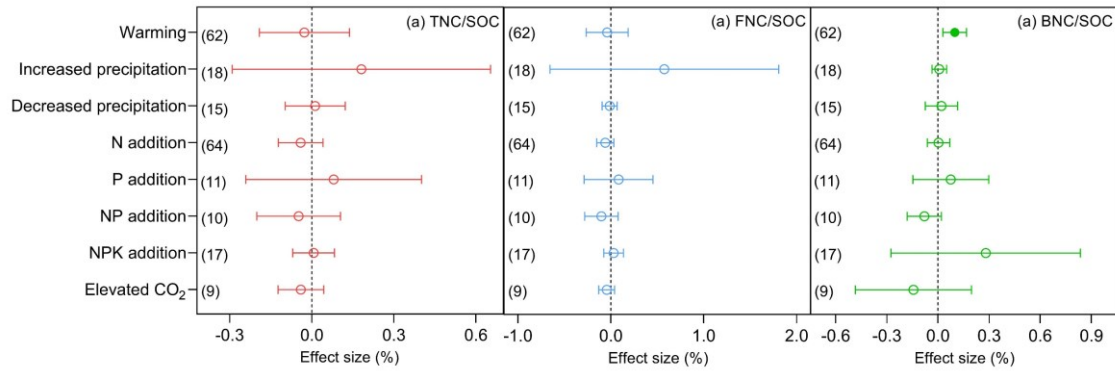 (a) TNC/SOC (a) FNC/SOC (a) BNC/SOC
Warming (62) (62) (62)
Increased precipitation (18) (18) (18)
Decreased precipitation (15) (15) (15)
N addition (64) (64) (64)
P addition (11) (11) (11)
NP addition (10) (10) (10)
NPK addition (17) (17) (17)
Elevated CO₂ (9) (9) (9)
-0.3 0.0 0.3 0.6 -1.0 0.0 1.0 2.0 -0.6 -0.3 0.0 0.3 0.6 0.9
Effect size (%) Effect size (%) Effect size (%)